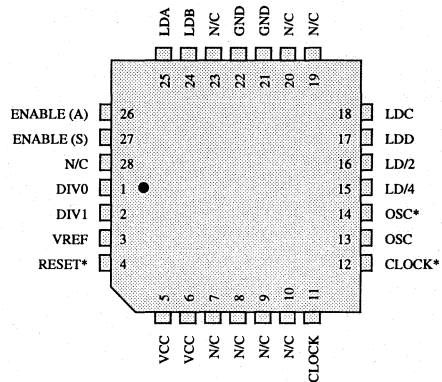 LDA LDB N/C GND GND N/C N/C
25 24 23 22 21 20 19
ENABLE (A) 26 18 LDC
ENABLE (S) 27 17 LDD
N/C 28 16 LD/2
DIV0 1 15 LD/4
DIV1 2 14 OSC*
VREF 3 13 OSC
RESET* 4 12 CLOCK*
5 6 7 8 9 10 11
VCC VCC N/C N/C N/C N/C CLOCK